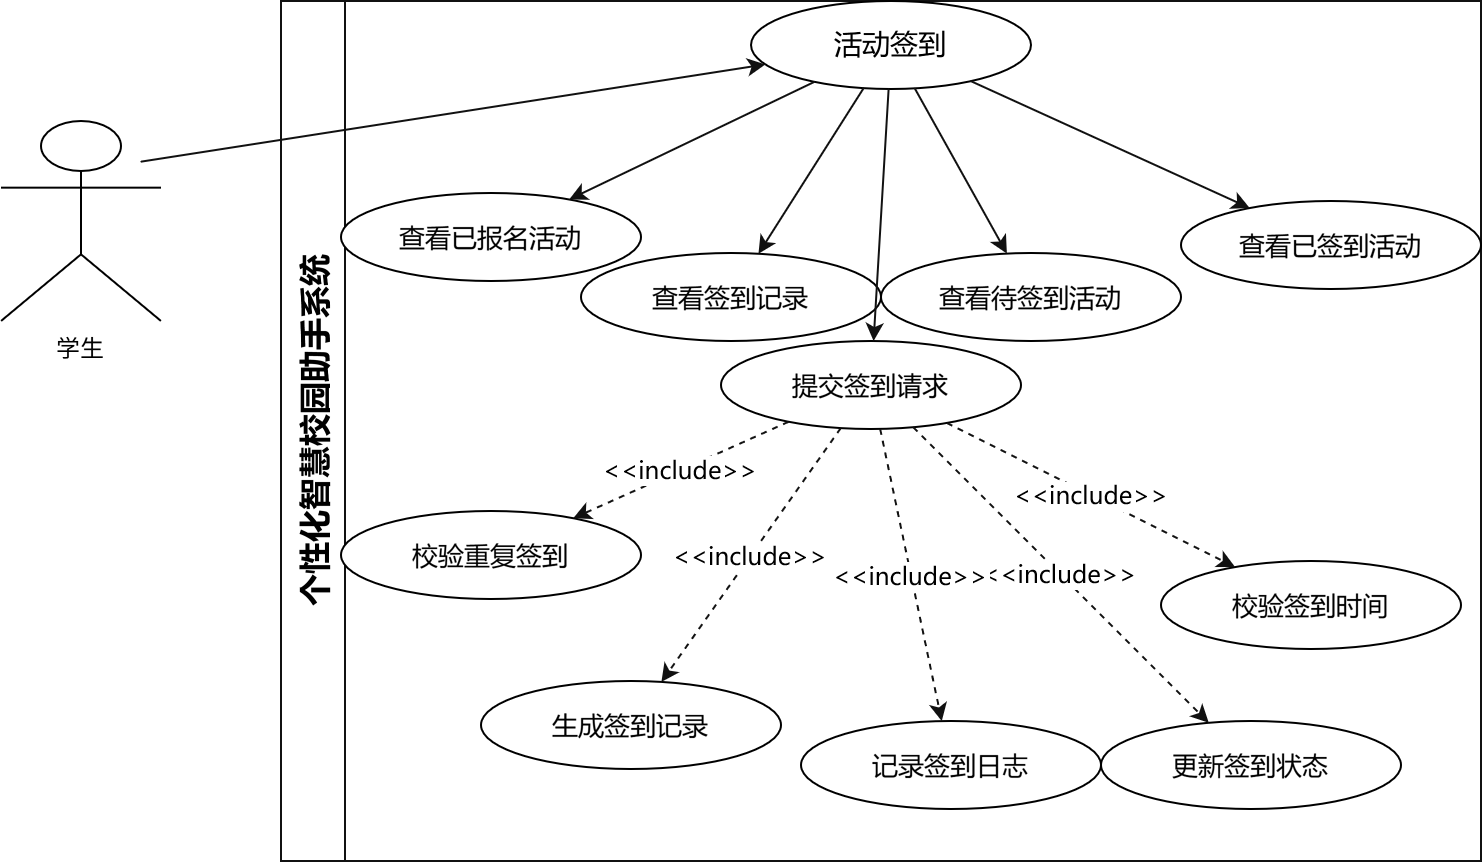 活动签到
查看已报名活动
查看签到记录
查看待签到活动
查看已签到活动
学生
个性化智慧校园助手系统
提交签到请求
<<include>>
<<include>>
<<include>>
<<include>>
<<include>>
校验重复签到
校验签到时间
生成签到记录
记录签到日志
更新签到状态